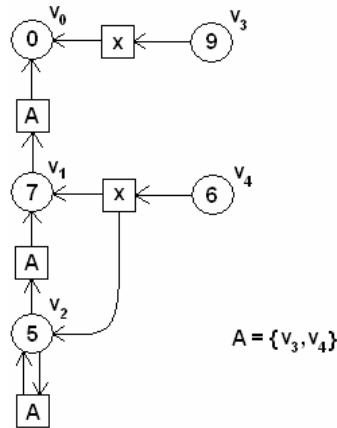 v₀
0 x 9 v₃
A
v₁
7 x 6 v₄
A
v₂
5
A = {v₃, v₄}
A